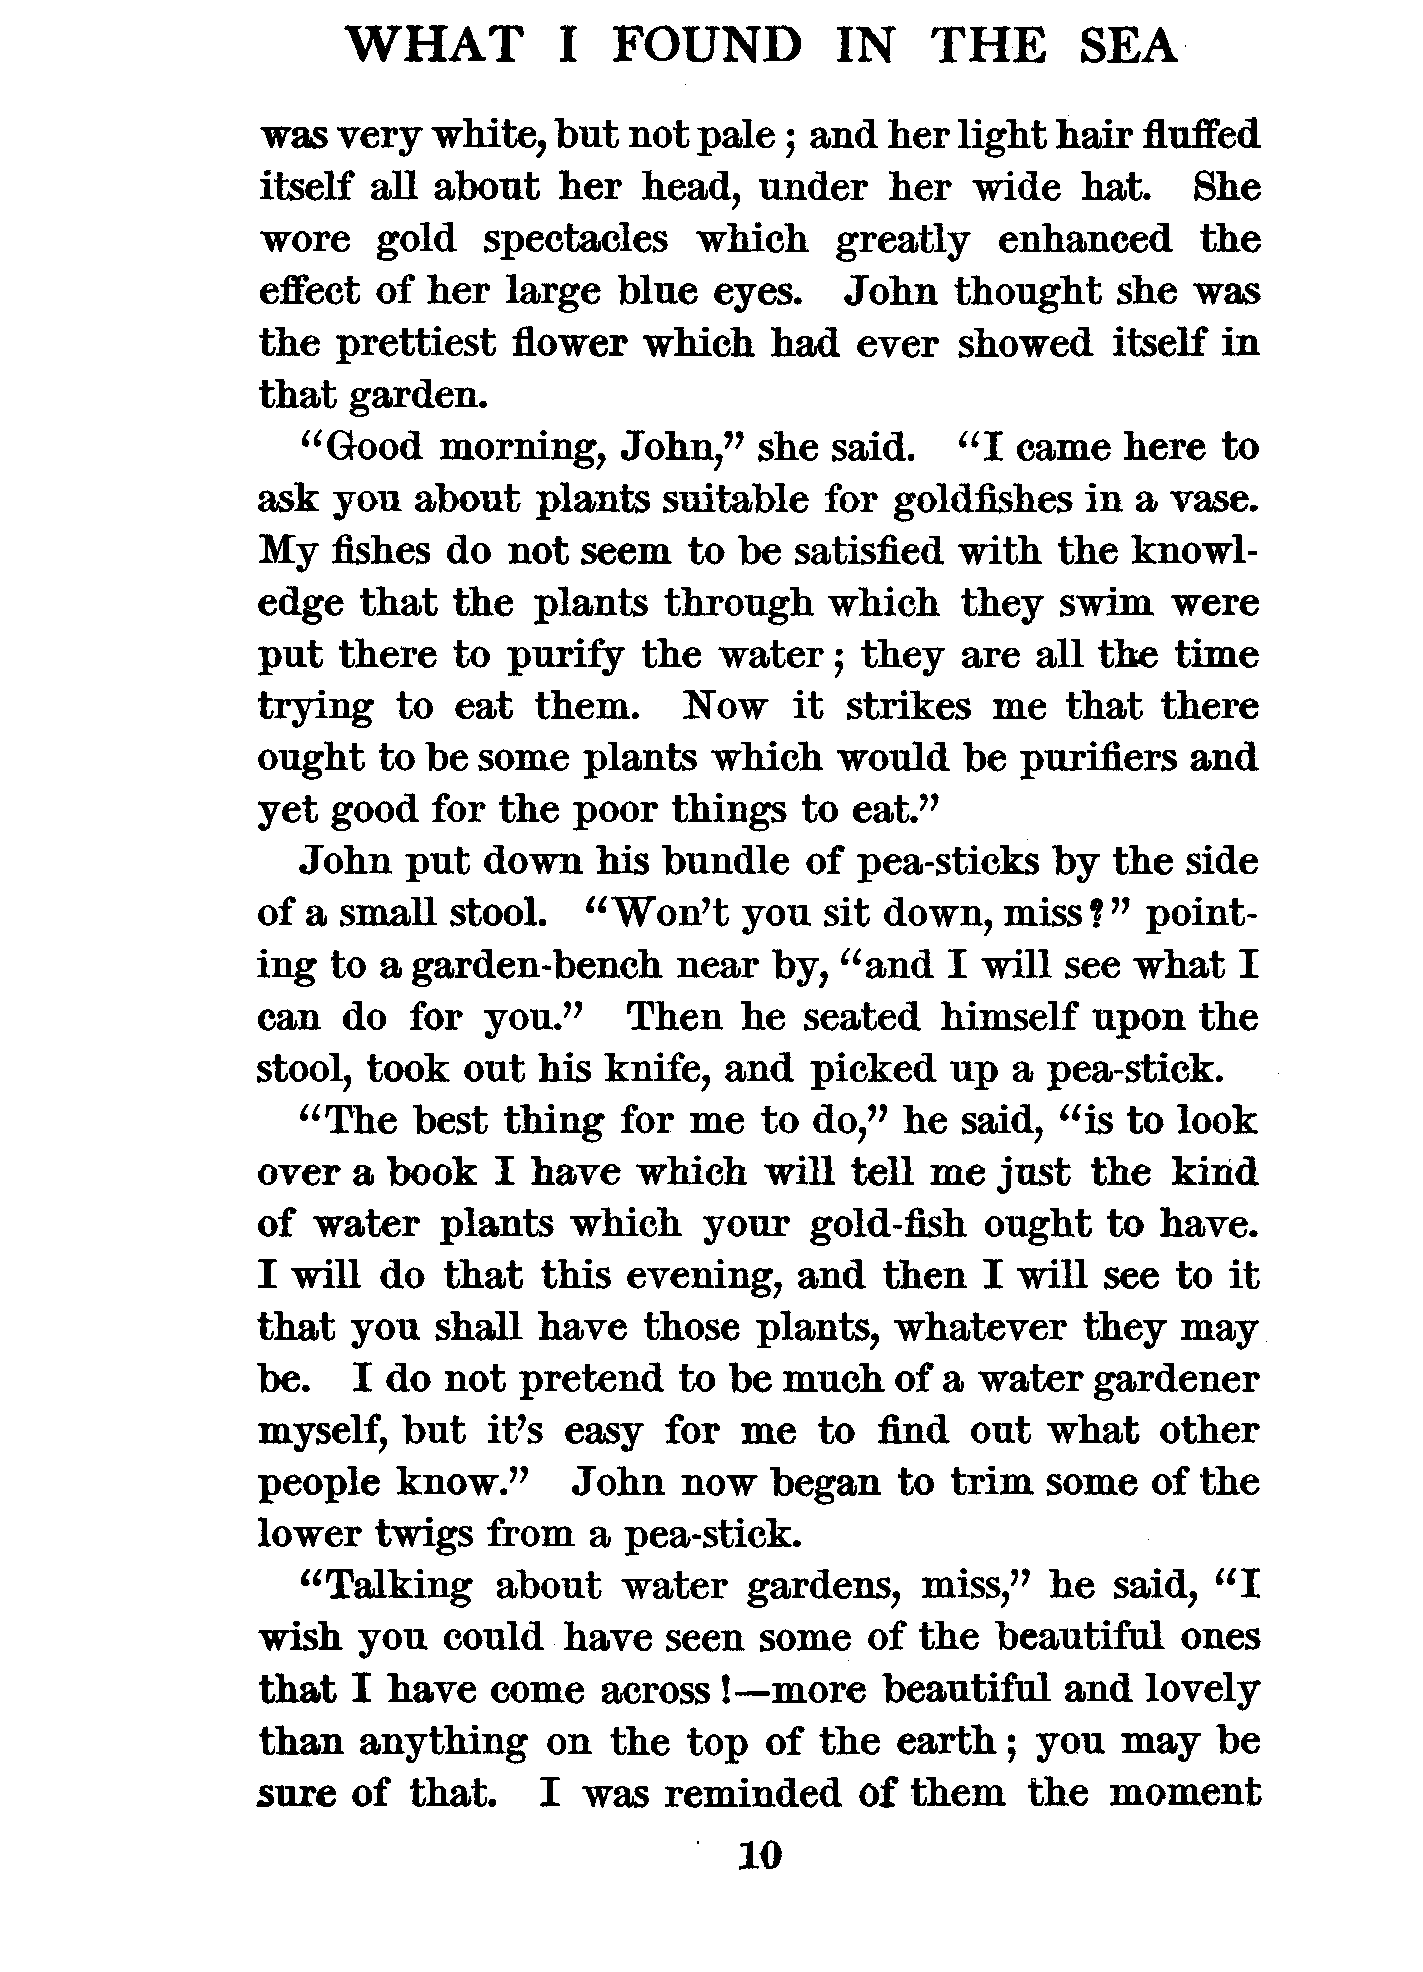 WHAT I FOUND IN THE SEA
was very white, but not pale ; and her light hair fluffed
itself all about her head, under her wide hat. She
wore gold spectacles which greatly enhanced the
effect of her large blue eyes. John thought she was
the prettiest flower which had ever showed itself in
that garden.
“Good morning, John,” she said. “I came here to
ask you about plants suitable for goldfishes in a vase.
My fishes do not seem to be satisfied with the knowl-
edge that the plants through which they swim were
put there to purify the water ; they are all the time
trying to eat them. Now it strikes me that there
ought to be some plants which would be purifiers and
yet good for the poor things to eat.”
John put down his bundle of pea-sticks by the side
of a small stool. “Won’t you sit down, miss ?” point-
ing to a garden-bench near by, “and I will see what I
can do for you.” Then he seated himself upon the
stool, took out his knife, and picked up a pea-stick.
“The best thing for me to do,” he said, “is to look
over a book I have which will tell me just the kind
of water plants which your gold-fish ought to have.
I will do that this evening, and then I will see to it
that you shall have those plants, whatever they may
be. I do not pretend to be much of a water gardener
myself, but it’s easy for me to find out what other
people know.” John now began to trim some of the
lower twigs from a pea-stick.
“Talking about water gardens, miss,” he said, “I
wish you could have seen some of the beautiful ones
that I have come across !—more beautiful and lovely
than anything on the top of the earth ; you may be
sure of that. I was reminded of them the moment
10